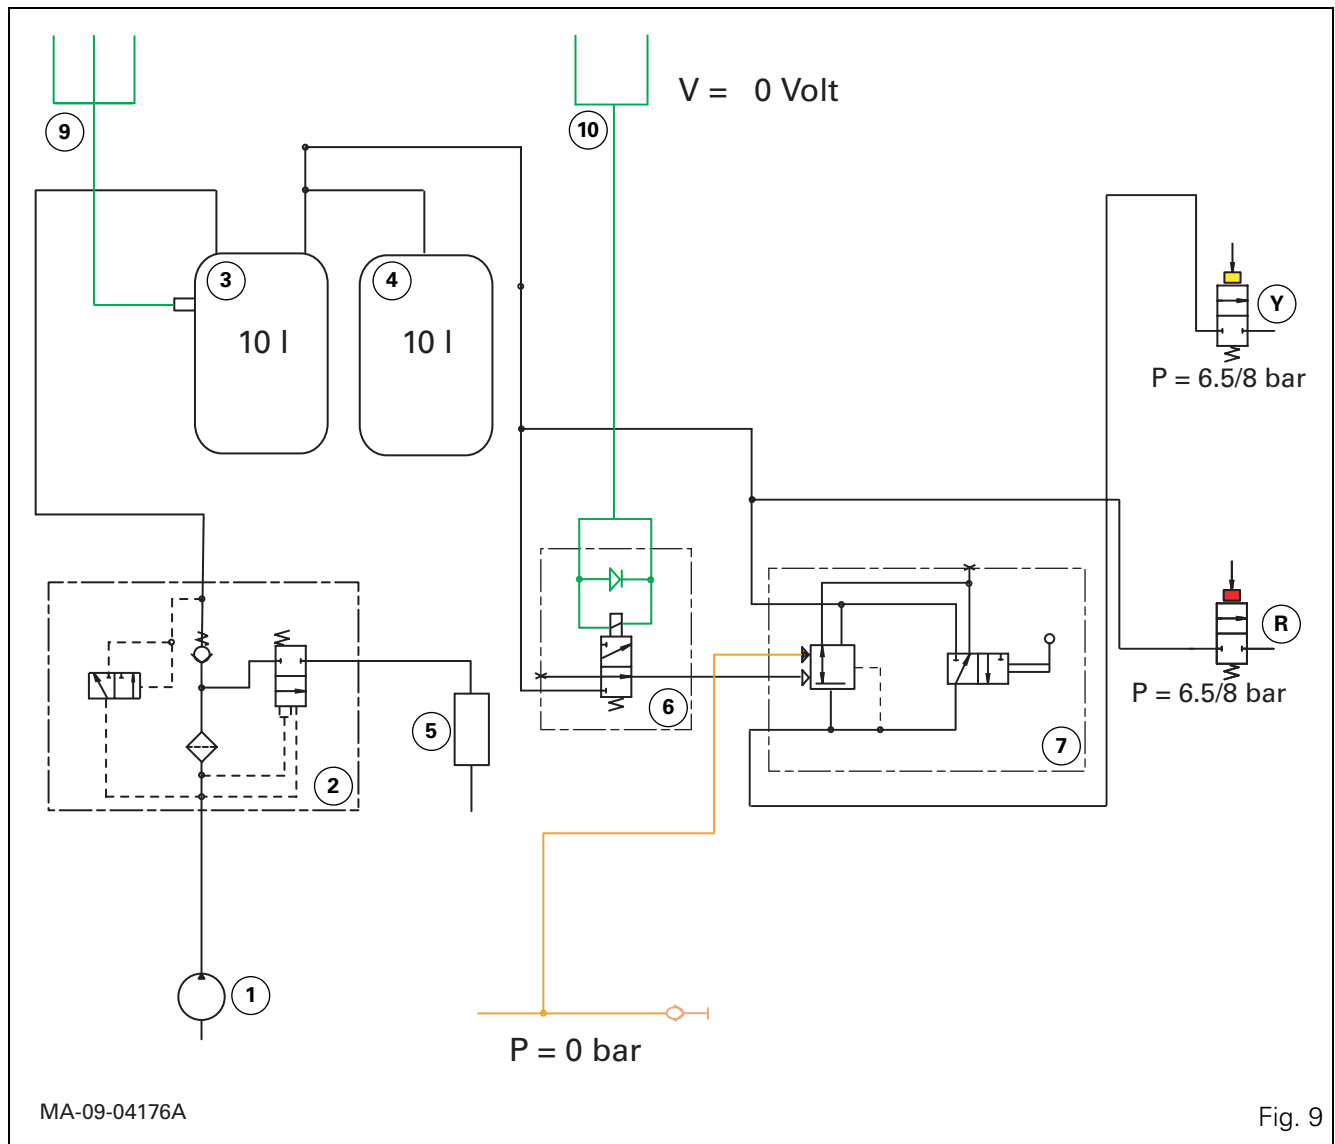 V = 0 Volt
9
10
3
4
10 l
10 l
Y
P = 6.5/8 bar
R
P = 6.5/8 bar
6
5
7
2
1
P = 0 bar
MA-09-04176A
Fig. 9